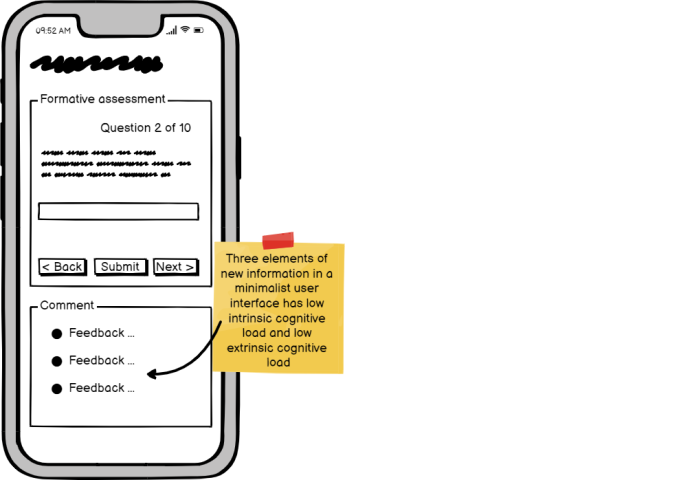 09:52 AM
Formative assessment
Question 2 of 10
< Back Submit Next >
Comment
Feedback ...
Feedback ...
Feedback ...
Three elements of
new information in a
minimalist user
interface has low
intrinsic cognitive
load and low
extrinsic cognitive
load